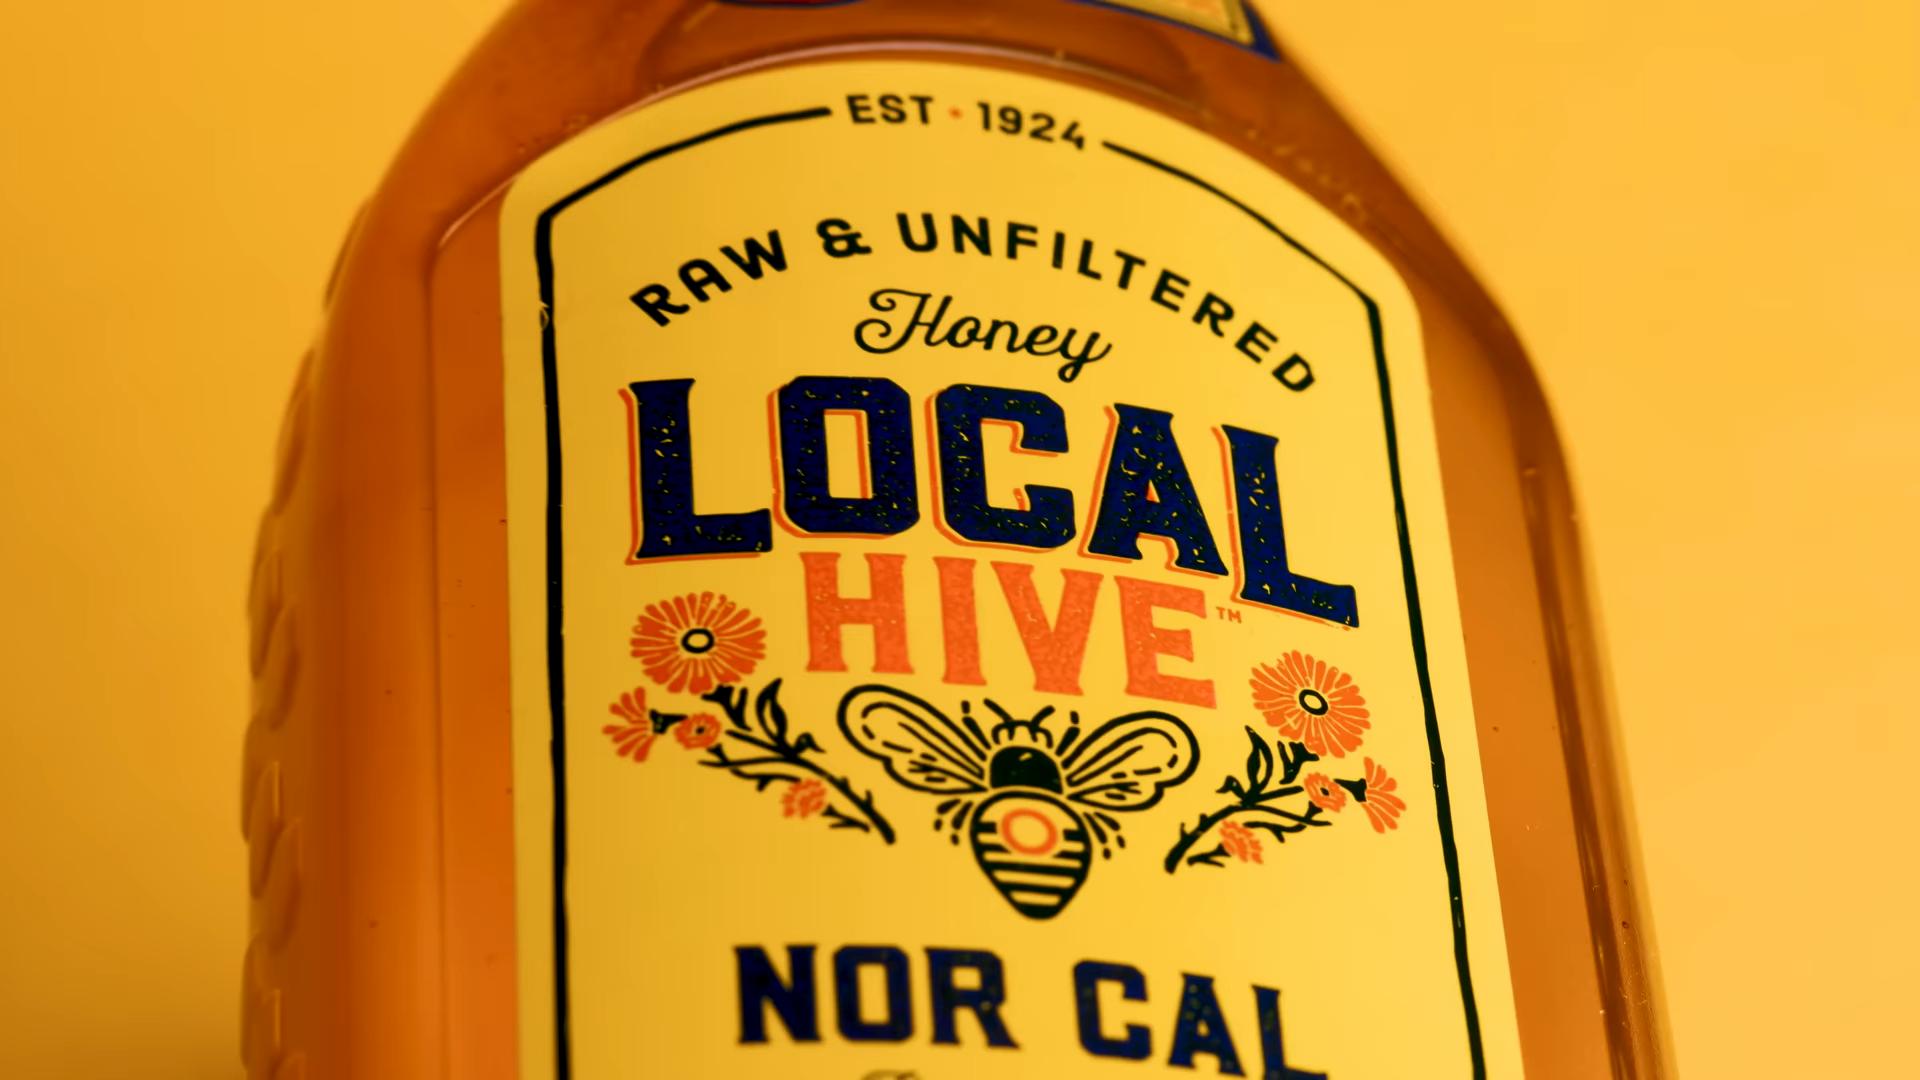 EST • 1924
RAW & UNFILTERED
Honey
LOCAL
HIVE™
NOR CAL